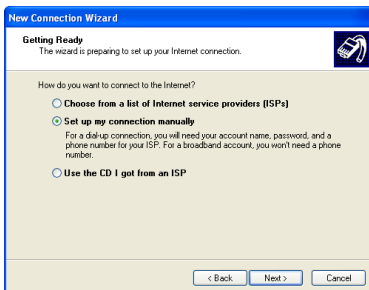 New Connection Wizard
Getting Ready
The wizard is preparing to set up your Internet connection.
How do you want to connect to the Internet?
Choose from a list of Internet service providers (ISPs)
Set up my connection manually
For a dial-up connection, you will need your account name, password, and a
phone number for your ISP. For a broadband account, you won't need a phone
number.
Use the CD I got from an ISP
< Back
Next >
Cancel